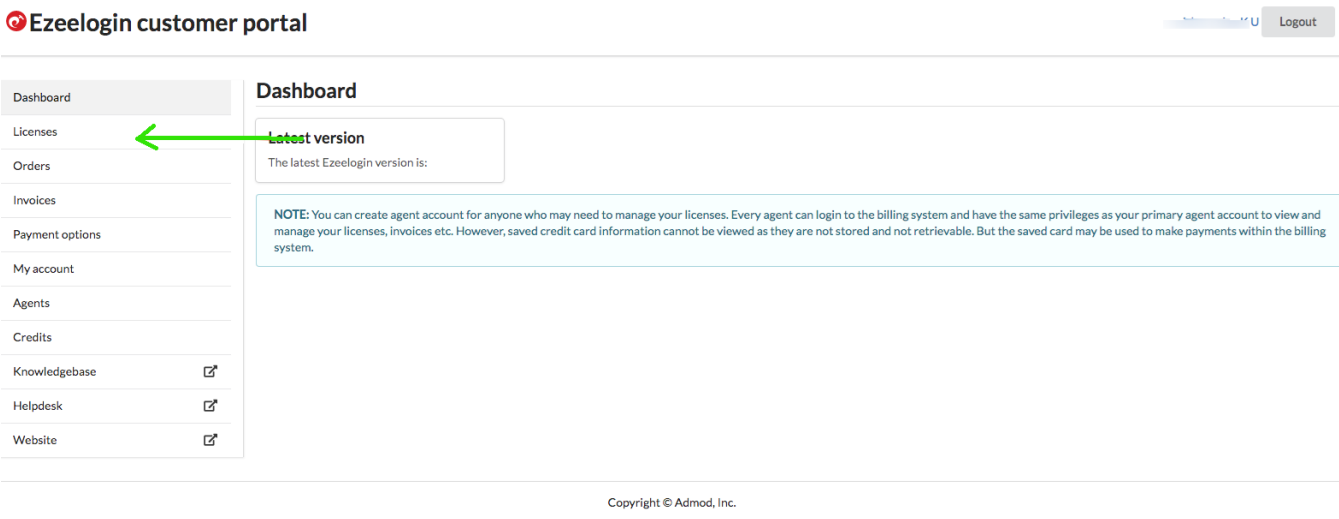 Ezeelogin customer portal
KU
Logout
Dashboard
Licenses
Orders
Invoices
Payment options
My account
Agents
Credits
Knowledgebase
Helpdesk
Website
Dashboard
Latest version
The latest Ezeelogin version is:
NOTE: You can create agent account for anyone who may need to manage your licenses. Every agent can login to the billing system and have the same privileges as your primary agent account to view and
manage your licenses, invoices etc. However, saved credit card information cannot be viewed as they are not stored and not retrievable. But the saved card may be used to make payments within the billing
system.
Copyright © Admod, Inc.